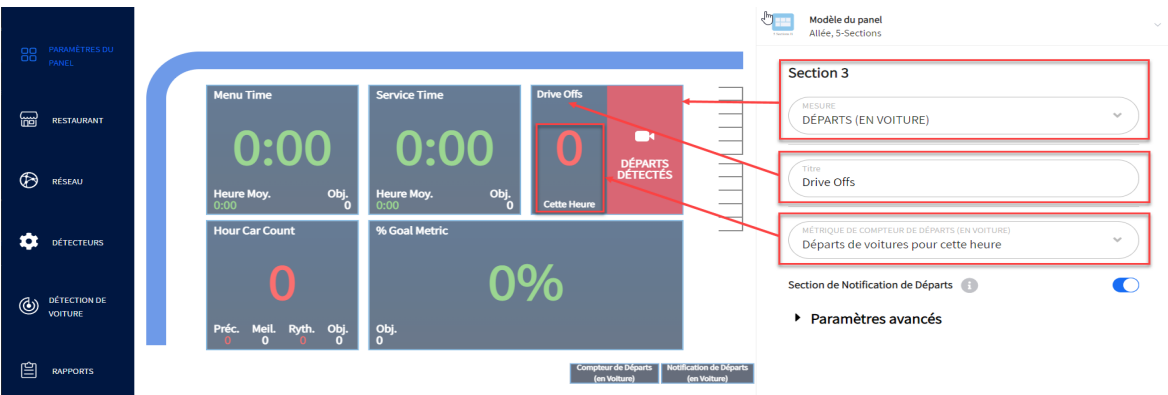 PARAMÈTRES DU
PANEL
RESTAURANT
RÉSEAU
DÉTECTEURS
DÉTECTION DE
VOITURE
RAPPORTS
Menu Time
0:00
Heure Moy. Obj.
0:00 0
Service Time
0:00
Heure Moy. Obj.
0:00 0
Drive Offs
0
Cette Heure
DÉPARTS
DÉTECTÉS
Hour Car Count
0
Préc. Meil. Ryth. Obj.
0 0 0 0
% Goal Metric
0%
Obj.
0
Compteur de Départs
(en Voiture)
Notification de Départs
(en Voiture)
Modèle du panel
Allée, 5-Sections
Section 3
MESURE
DÉPARTS (EN VOITURE)
Titre
Drive Offs
MÉTRIQUE DE COMPTEUR DE DÉPARTS (EN VOITURE)
Départs de voitures pour cette heure
Section de Notification de Départs
Paramètres avancés